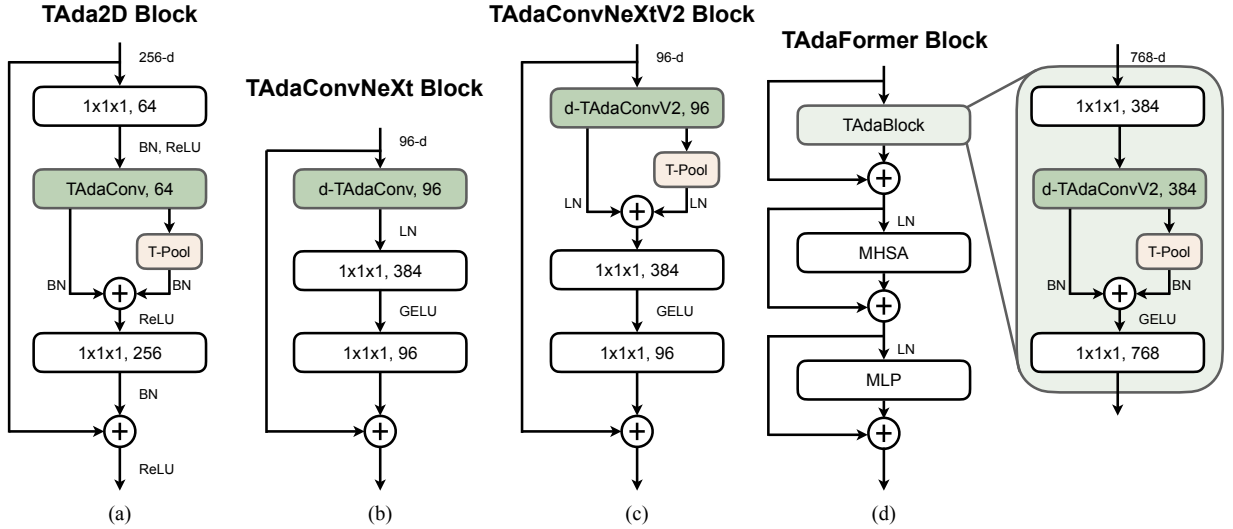 TAda2D Block
256-d
1x1x1, 64
BN, ReLU
TAdaConv, 64
T-Pool
BN
BN
ReLU
1x1x1, 256
BN
ReLU
(a)
TAdaConvNeXt Block
96-d
d-TAdaConv, 96
LN
1x1x1, 384
GELU
1x1x1, 96
(b)
TAdaConvNeXtV2 Block
96-d
d-TAdaConvV2, 96
T-Pool
LN
LN
1x1x1, 384
GELU
1x1x1, 96
(c)
TAdaFormer Block
TAdaBlock
LN
MHSA
LN
MLP
(d)
768-d
1x1x1, 384
d-TAdaConvV2, 384
T-Pool
BN
BN
GELU
1x1x1, 768